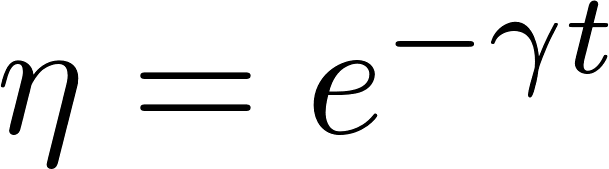 η = e^{-γt}